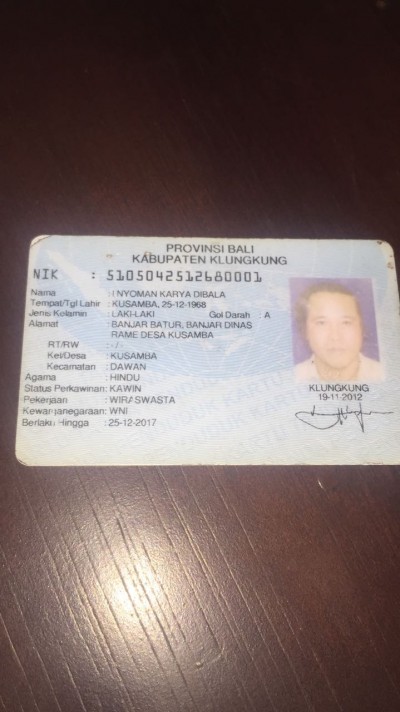 PROVINSI BALI
KABUPATEN KLUNGKUNG
NIK : 5105042512680001
Nama : I NYOMAN KARYA DIBALA
Tempat/Tgl Lahir : KUSAMBA, 25-12-1968
Jenis Kelamin : LAKI-LAKI Gol Darah : A
Alamat : BANJAR BATUR, BANJAR DINAS
RAME DESA KUSAMBA
RT/RW : -/-
Kel/Desa : KUSAMBA
Kecamatan : DAWAN
Agama : HINDU
Status Perkawinan: KAWIN
Pekerjaan : WIRASWASTA
Kewarganegaraan: WNI
Berlaku Hingga : 25-12-2017
KLUNGKUNG
19-11-2012